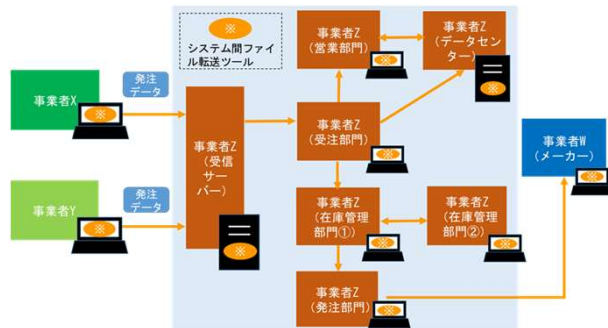 ※
システム間ファイ
ル転送ツール
事業者Z
(営業部門)
※
事業者Z
(データセン
ター)
※
発注
データ
事業者X
※
事業者Z
(受信
サー
バー)
※
事業者Z
(受注部門)
※
事業者W
(メーカー)
※
発注
データ
事業者Y
※
事業者Z
(在庫管理
部門①)
※
事業者Z
(在庫管理
部門②)
※
事業者Z
(発注部門)
※